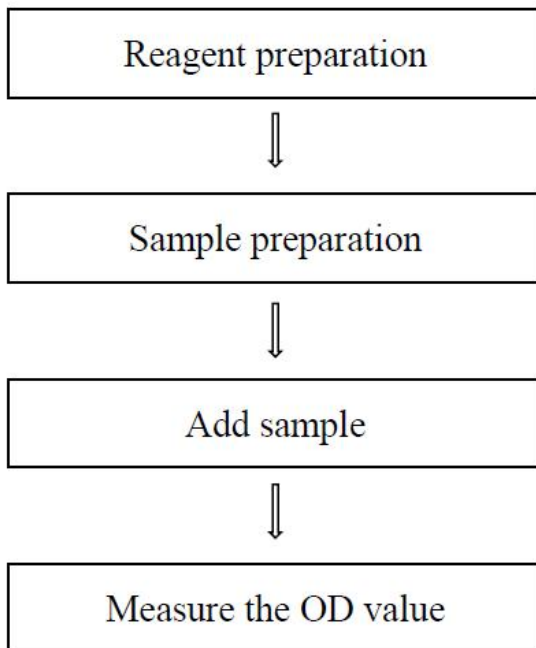 Reagent preparation
Sample preparation
Add sample
Measure the OD value